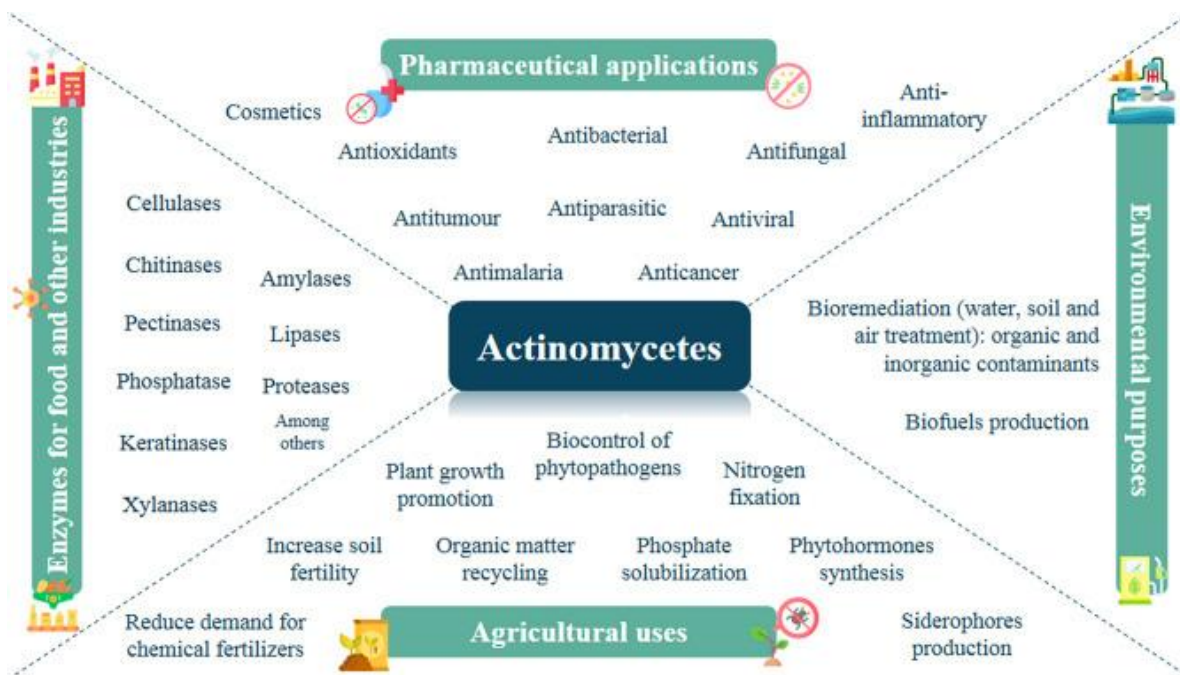 Pharmaceutical applications
Cosmetics
Antioxidants
Antibacterial
Antifungal
Anti-
inflammatory
Antitumour
Antiparasitic
Antiviral
Antimalaria
Anticancer
Enzymes for food and other industries
Cellulases
Chitinases
Amylases
Pectinases
Lipases
Phosphatase
Proteases
Keratinases
Among
others
Xylanases
Actinomycetes
Environmental purposes
Bioremediation (water, soil and
air treatment): organic and
inorganic contaminants
Biofuels production
Biocontrol of
phytopathogens
Plant growth
promotion
Nitrogen
fixation
Increase soil
fertility
Organic matter
recycling
Phosphate
solubilization
Phytohormones
synthesis
Reduce demand for
chemical fertilizers
Agricultural uses
Siderophores
production